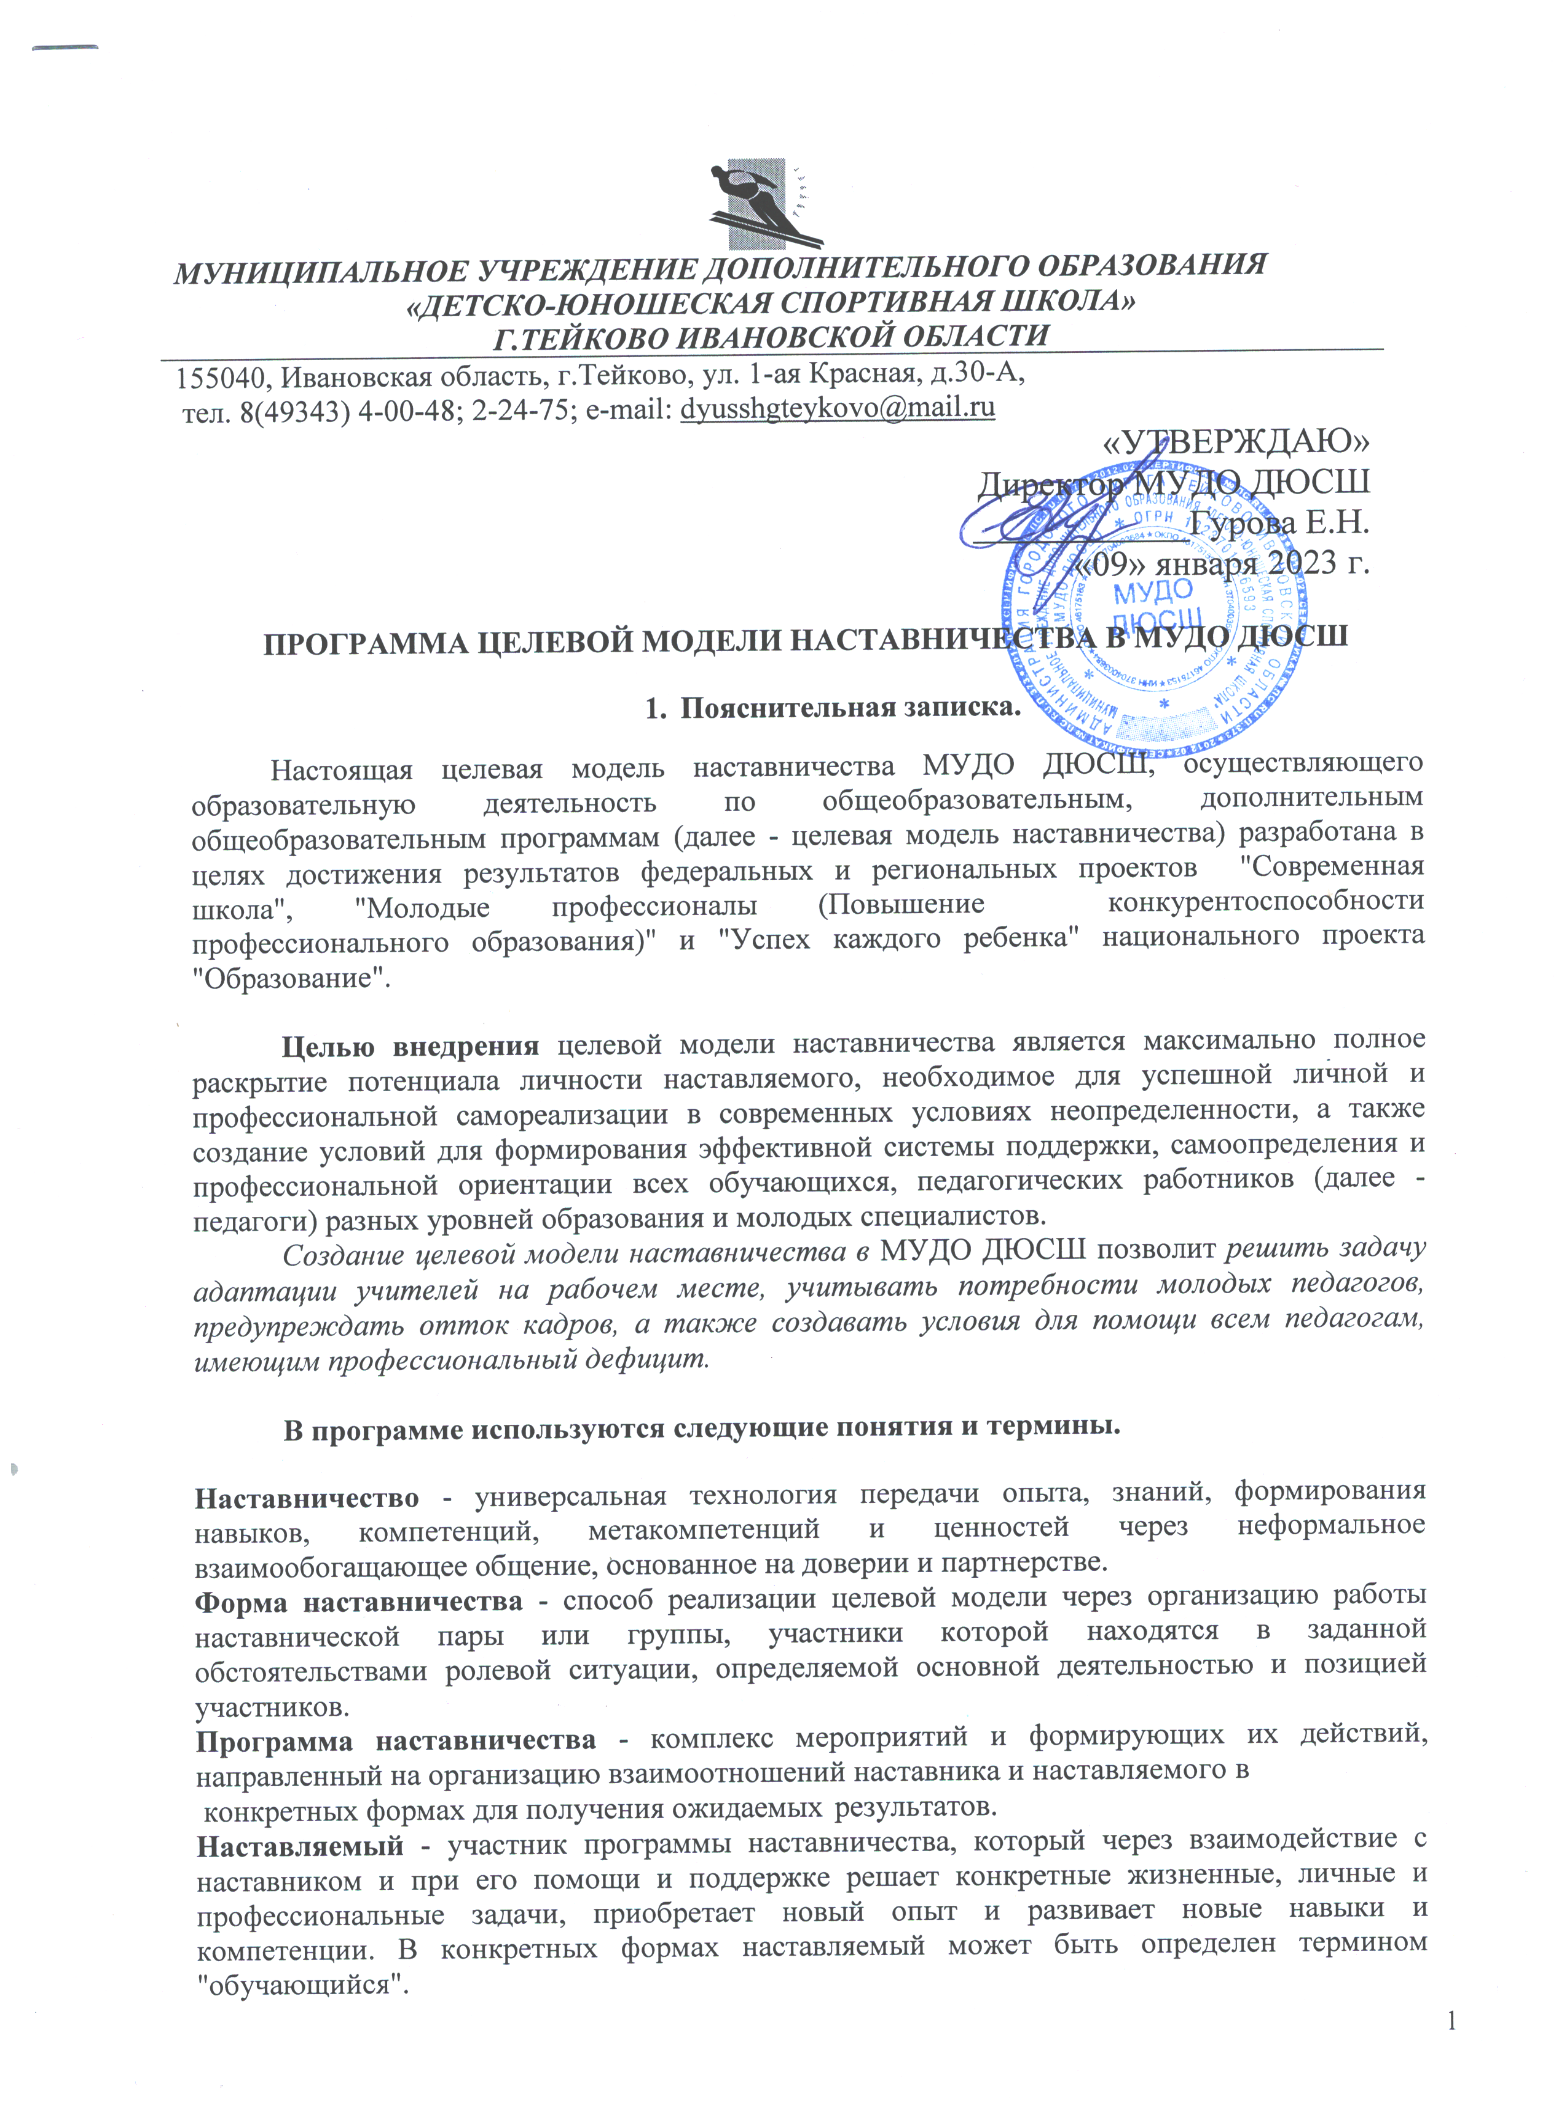 МУНИЦИПАЛЬНОЕ УЧРЕЖДЕНИЕ ДОПОЛНИТЕЛЬНОГО ОБРАЗОВАНИЯ
«ДЕТСКО-ЮНОШЕСКАЯ СПОРТИВНАЯ ШКОЛА»
Г.ТЕЙКОВО ИВАНОВСКОЙ ОБЛАСТИ
155040, Ивановская область, г.Тейково, ул. 1-ая Красная, д.30-А,
тел. 8(49343) 4-00-48; 2-24-75; e-mail: dyusshgteykovo@mail.ru
«УТВЕРЖДАЮ»
Директор МУДО ДЮСШ
Гурова Е.Н.
«09» января 2023 г.
МУДО
ДЮСШ
ПРОГРАММА ЦЕЛЕВОЙ МОДЕЛИ НАСТАВНИЧЕСТВА В МУДО ДЮСШ
1. Пояснительная записка.
Настоящая целевая модель наставничества МУДО ДЮСШ, осуществляющего
образовательную деятельность по общеобразовательным, дополнительным
общеобразовательным программам (далее - целевая модель наставничества) разработана в
целях достижения результатов федеральных и региональных проектов "Современная
школа", "Молодые профессионалы (Повышение конкурентоспособности
профессионального образования)" и "Успех каждого ребенка" национального проекта
"Образование".
Целью внедрения целевой модели наставничества является максимально полное
раскрытие потенциала личности наставляемого, необходимое для успешной личной и
профессиональной самореализации в современных условиях неопределенности, а также
создание условий для формирования эффективной системы поддержки, самоопределения и
профессиональной ориентации всех обучающихся, педагогических работников (далее -
педагоги) разных уровней образования и молодых специалистов.
Создание целевой модели наставничества в МУДО ДЮСШ позволит решить задачу
адаптации учителей на рабочем месте, учитывать потребности молодых педагогов,
предупреждать отток кадров, а также создавать условия для помощи всем педагогам,
имеющим профессиональный дефицит.
В программе используются следующие понятия и термины.
Наставничество - универсальная технология передачи опыта, знаний, формирования
навыков, компетенций, метакомпетенций и ценностей через неформальное
взаимообогащающее общение, основанное на доверии и партнерстве.
Форма наставничества - способ реализации целевой модели через организацию работы
наставнической пары или группы, участники которой находятся в заданной
обстоятельствами ролевой ситуации, определяемой основной деятельностью и позицией
участников.
Программа наставничества - комплекс мероприятий и формирующих их действий,
направленный на организацию взаимоотношений наставника и наставляемого в
конкретных формах для получения ожидаемых результатов.
Наставляемый - участник программы наставничества, который через взаимодействие с
наставником и при его помощи и поддержке решает конкретные жизненные, личные и
профессиональные задачи, приобретает новый опыт и развивает новые навыки и
компетенции. В конкретных формах наставляемый может быть определен термином
"обучающийся".
1